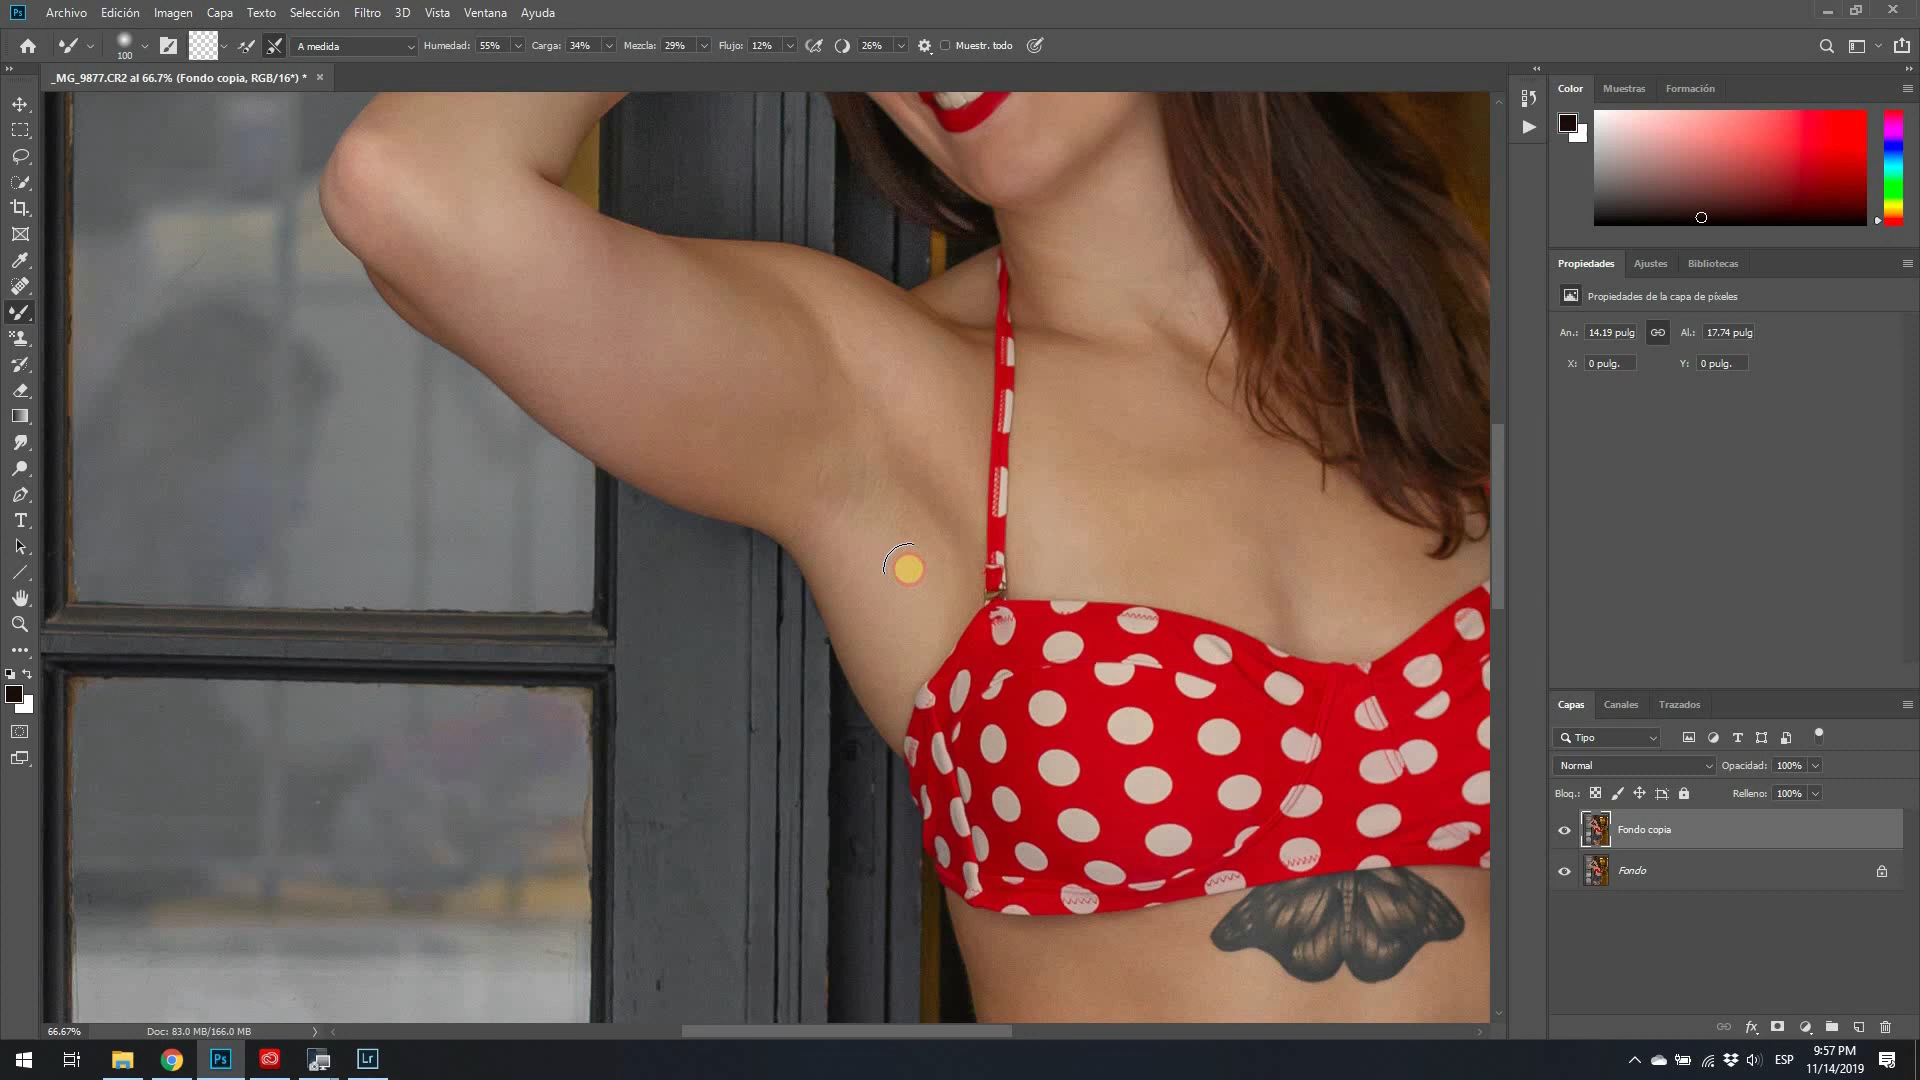 Ps Archivo Edición Imagen Capa Texto Selección Filtro 3D Vista Ventana Ayuda
100 A medida Humedad: 55% Carga: 34% Mezcla: 29% Flujo: 12% 26% Muestr. todo
_MG_9877.CR2 al 66.7% (Fondo copia, RGB/16*) * ×
Color Muestras Formación
Propiedades Ajustes Bibliotecas
Propiedades de la capa de píxeles
An.: 14.19 pulg Al.: 17.74 pulg
X: 0 pulg. Y: 0 pulg.
Capas Canales Trazados
Tipo
Normal Opacidad: 100%
Bloq.: Relleno: 100%
Fondo copia
Fondo
fx
66.67% Doc: 83.0 MB/166.0 MB
Ps Lr ESP 9:57 PM
11/14/2019